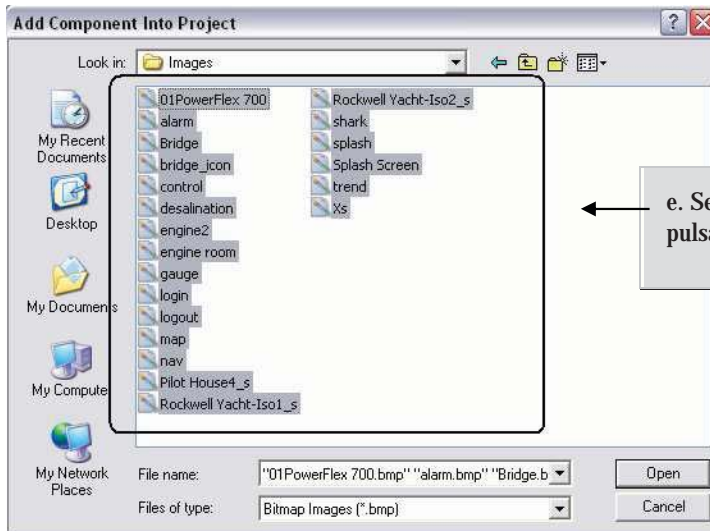 Add Component Into Project
Look in: Images
My Recent Documents
Desktop
My Documents
My Compute
My Network Places
01PowerFlex 700
alarm
Bridge
bridge_icon
control
desalination
engine2
engine room
gauge
login
logout
map
nav
Pilot House4_s
Rockwell Yacht-Iso1_s
Rockwell Yacht-Iso2_s
shark
splash
Splash Screen
trend
Xs
e. Se
pulsa
File name: "01PowerFlex 700.bmp" "alarm.bmp" "Bridge.b
Open
Files of type: Bitmap Images (*.bmp)
Cancel